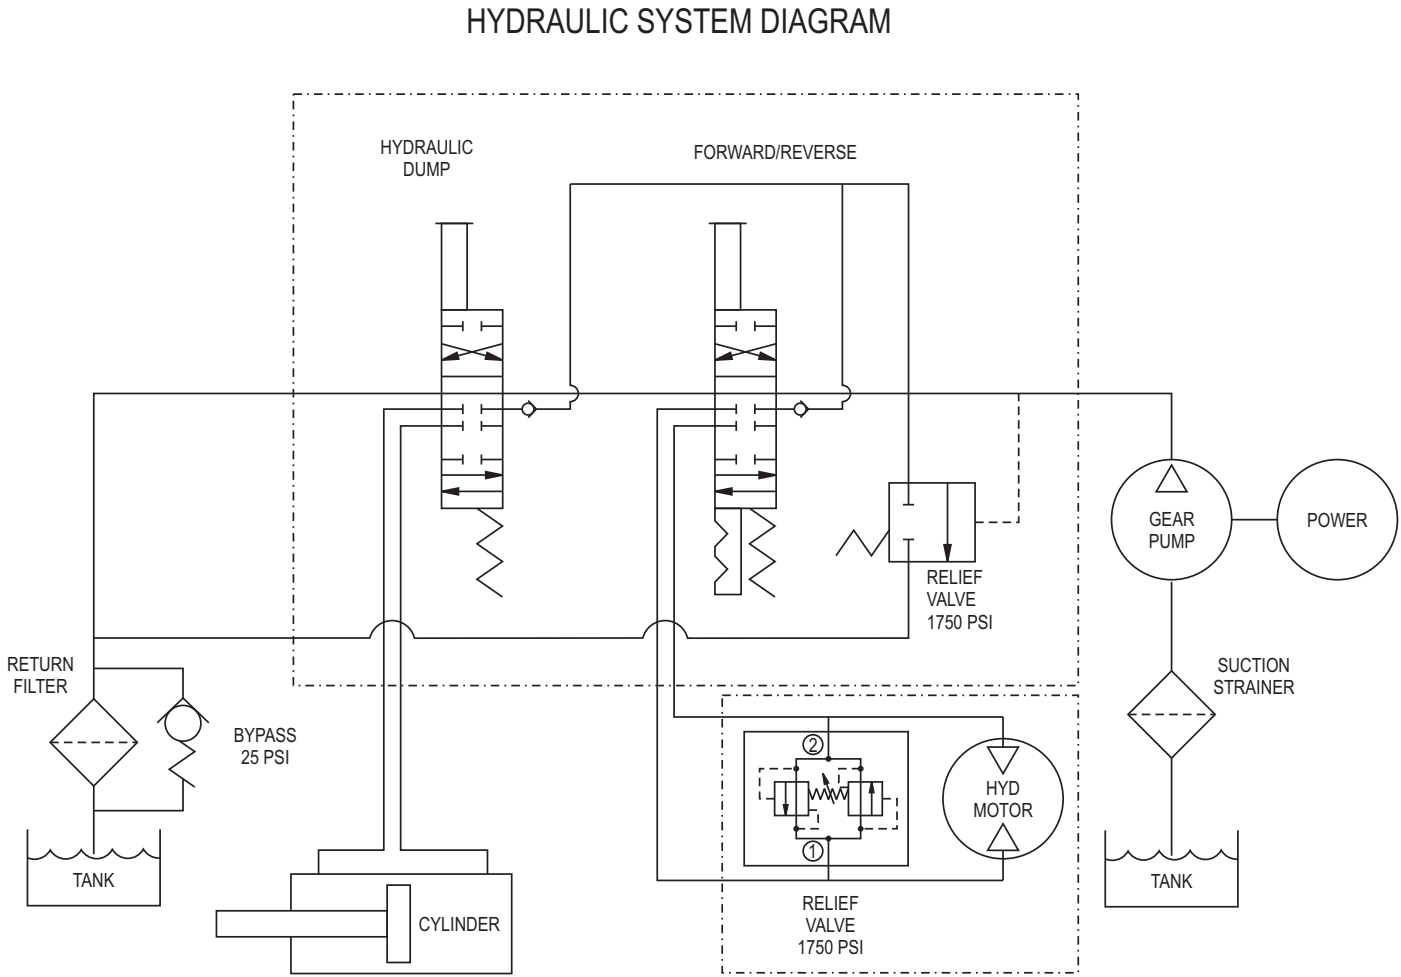 HYDRAULIC SYSTEM DIAGRAM
HYDRAULIC
DUMP
FORWARD/REVERSE
GEAR
PUMP
POWER
RELIEF
VALVE
1750 PSI
RETURN
FILTER
SUCTION
STRAINER
BYPASS
25 PSI
2
HYD
MOTOR
1
TANK
TANK
CYLINDER
RELIEF
VALVE
1750 PSI